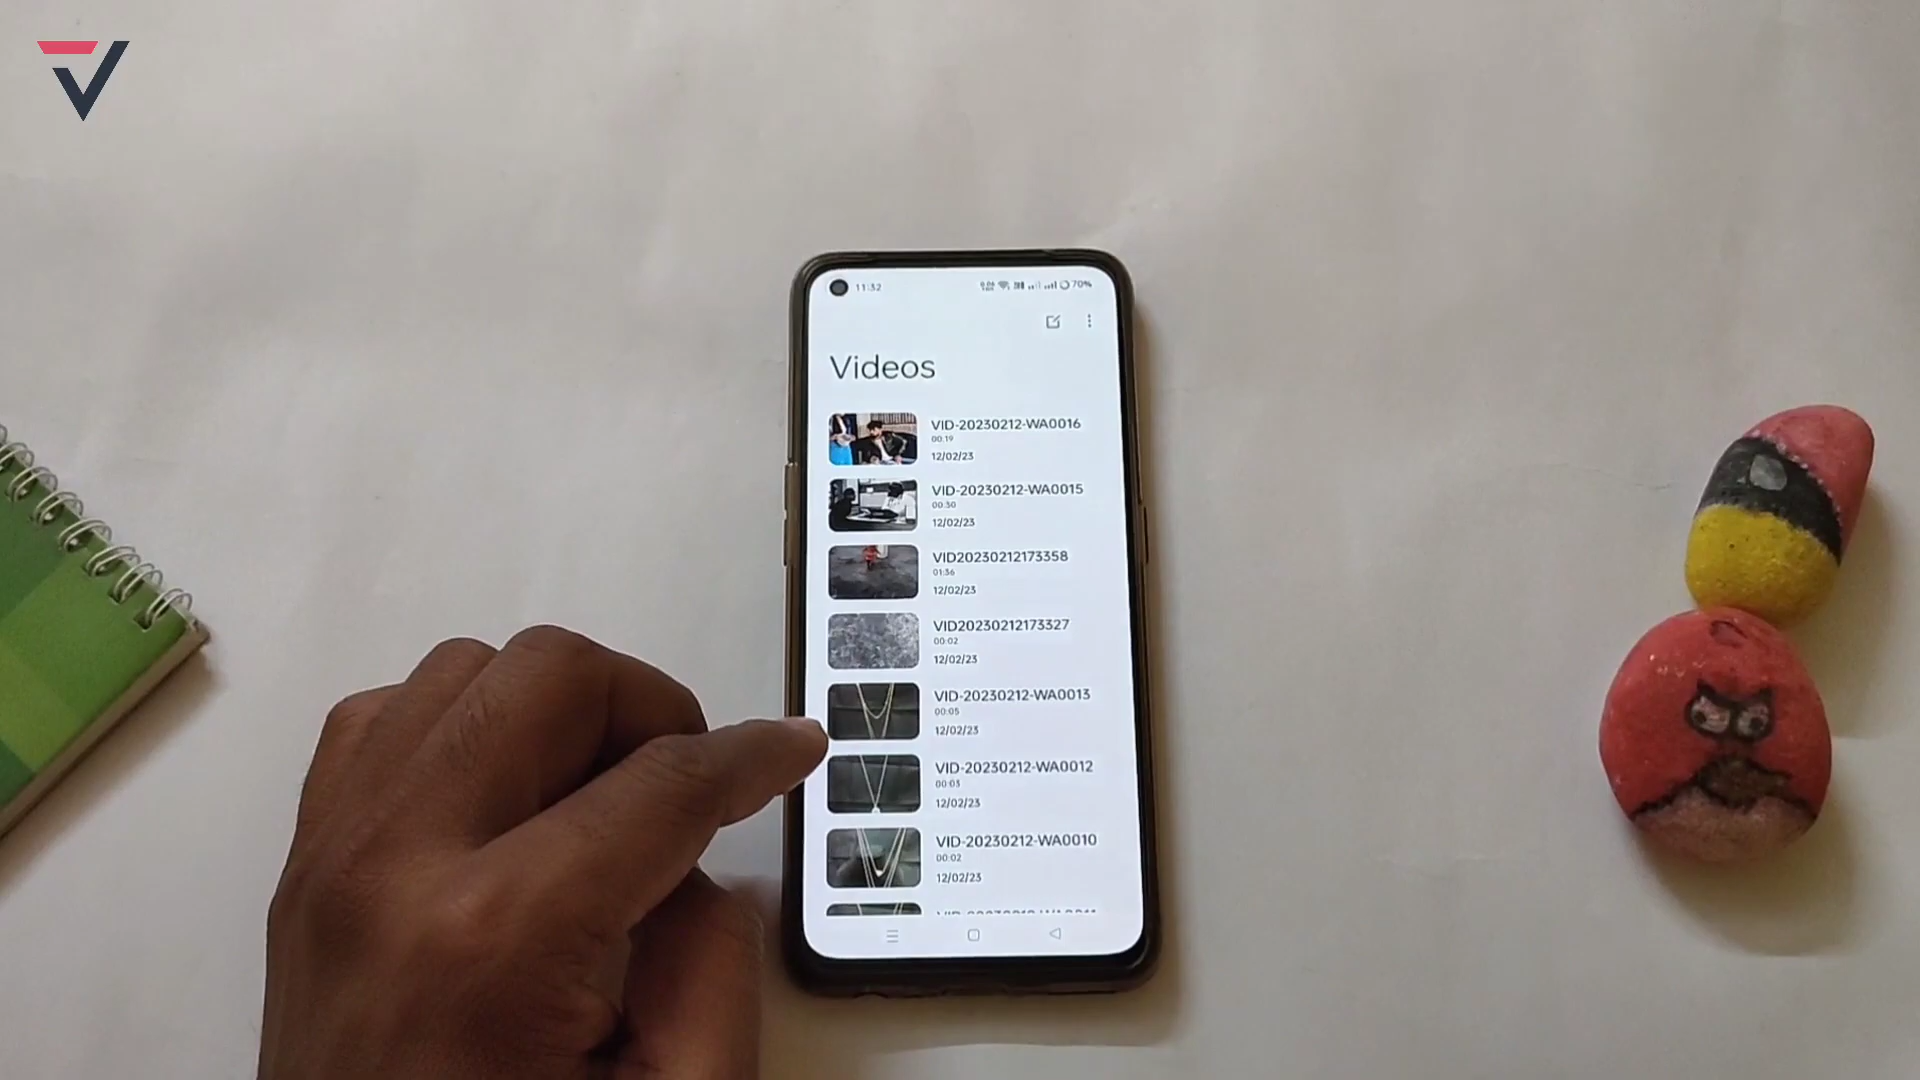 11:32
70%
Videos
VID-20230212-WA0016
00:19
12/02/23
VID-20230212-WA0015
00:30
12/02/23
VID20230212173358
01:36
12/02/23
VID20230212173327
00:02
12/02/23
VID-20230212-WA0013
00:05
12/02/23
VID-20230212-WA0012
00:03
12/02/23
VID-20230212-WA0010
00:02
12/02/23